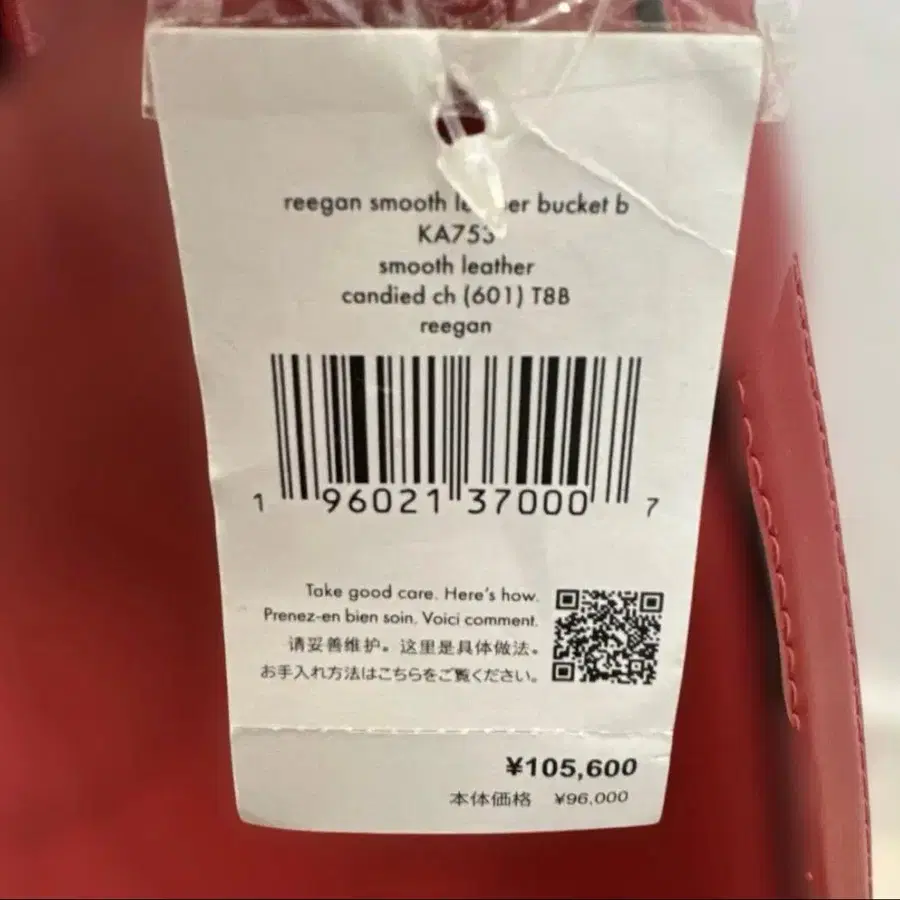 reegan smooth bucket b
KA753
smooth leather
candied ch (601) T8B
reegan
1 96021 37000 7
Take good care. Here's how.
Prenez-en bien soin. Voici comment.
请妥善维护。这里是具体做法。
お手入れ方法はこちらをご覧ください。
¥105,600
本体価格 ¥96,000